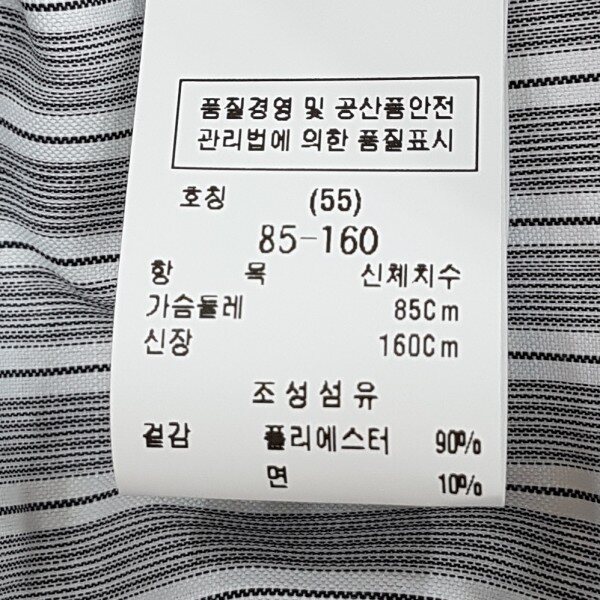 품질경영 및 공산품안전
관리법에 의한 품질표시
호칭 (55)
85-160
항 목 신체치수
가슴둘레 85Cm
신장 160Cm
조성섬유
겉감 폴리에스터 90%
면 10%